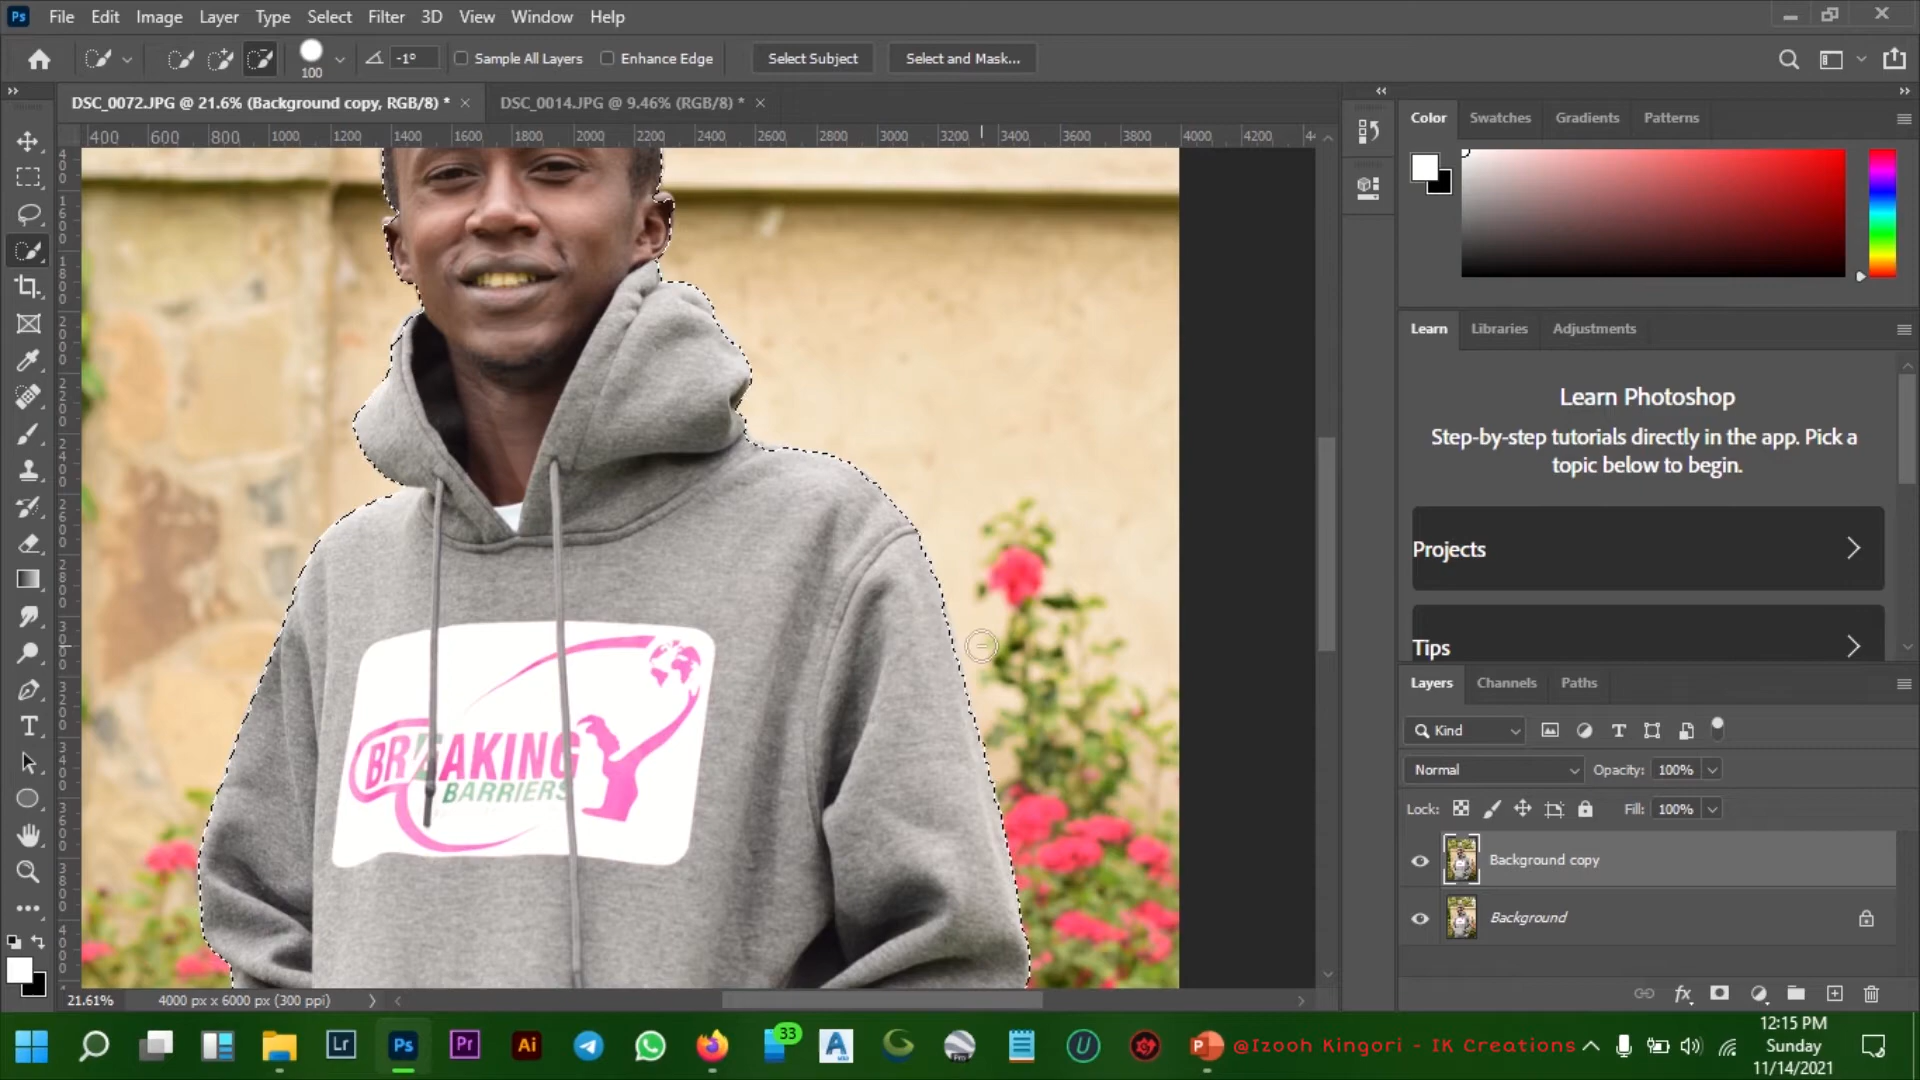 Ps File Edit Image Layer Type Select Filter 3D View Window Help
100 -1° Sample All Layers Enhance Edge Select Subject Select and Mask...
DSC_0072.JPG @ 21.6% (Background copy, RGB/8) * × DSC_0014.JPG @ 9.46% (RGB/8) * ×
400 600 800 1000 1200 1400 1600 1800 2000 2200 2400 2600 2800 3000 3200 3400 3600 3800 4000 4200
BREAKING
BARRIERS
Color Swatches Gradients Patterns
Learn Libraries Adjustments
Learn Photoshop
Step-by-step tutorials directly in the app. Pick a
topic below to begin.
Projects
Tips
Layers Channels Paths
Kind
Normal Opacity: 100%
Lock: Fill: 100%
Background copy
Background
21.61% 4000 px x 6000 px (300 ppi)
Lr Ps Pr Ai 33 @Izooh Kingori - IK Creations
12:15 PM
Sunday
11/14/2021